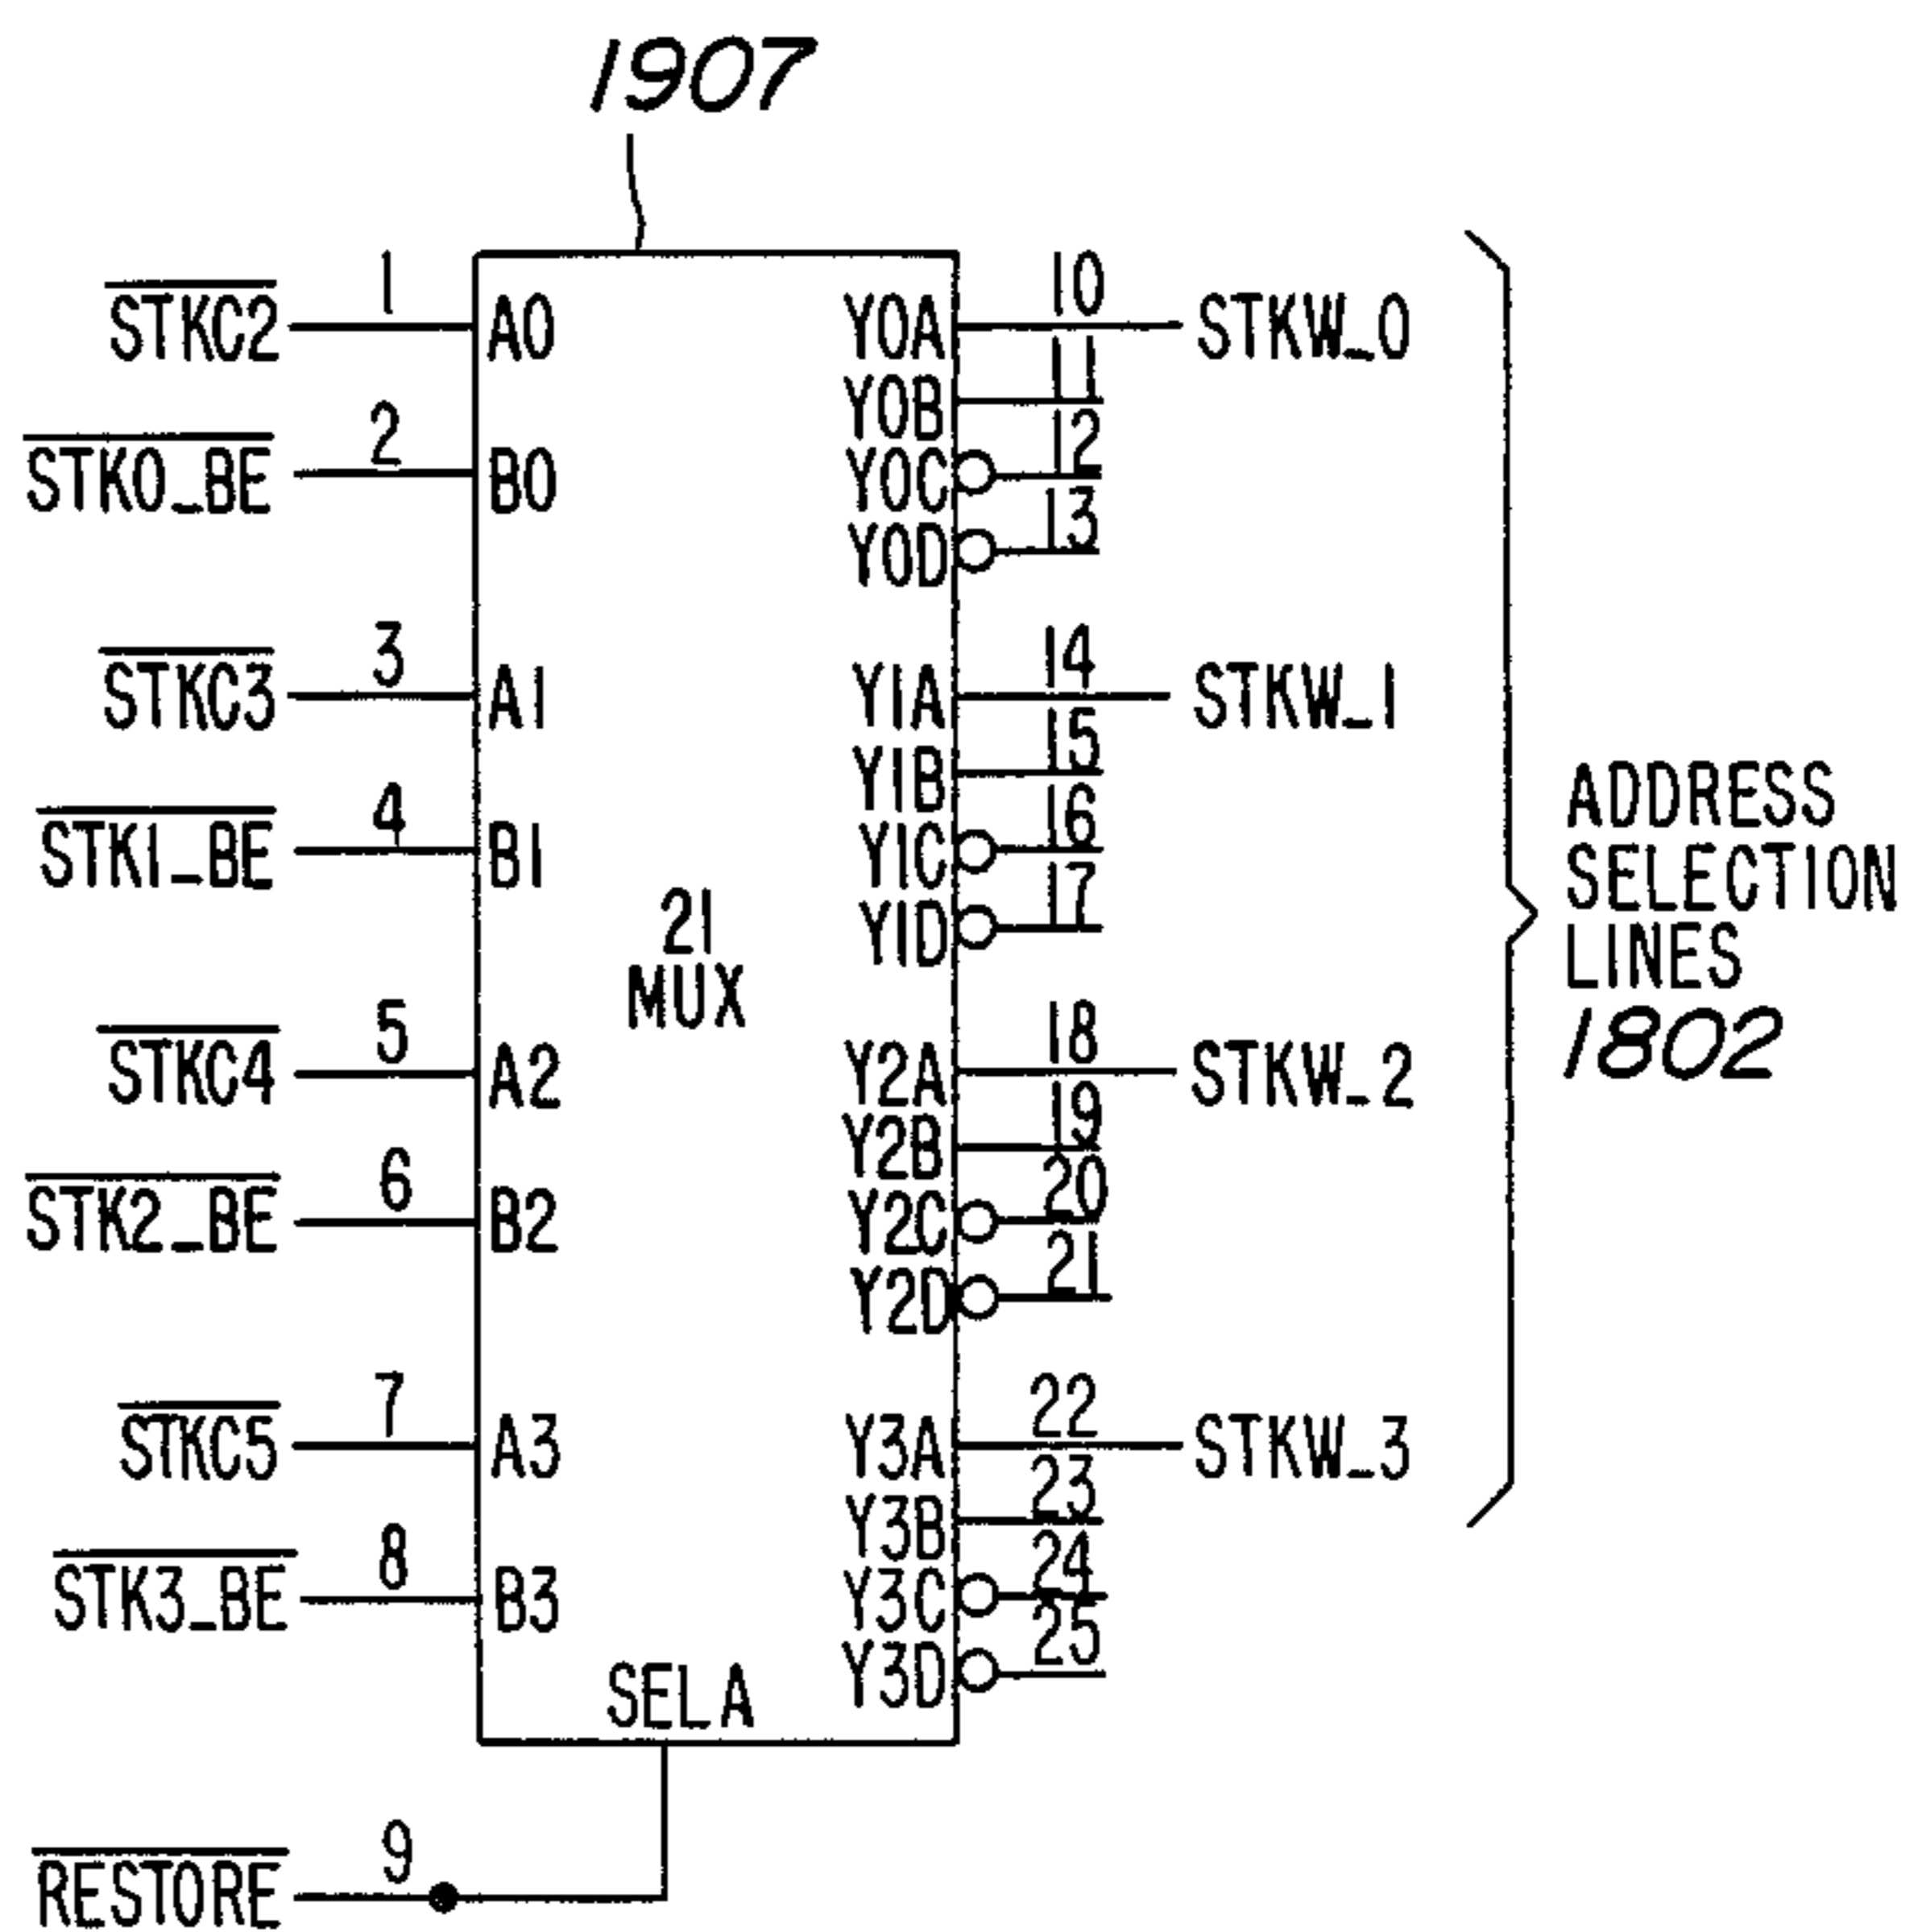 1907
STKC2 1 A0 Y0A 10 STKW_0
Y0B 11
STK0_BE 2 B0 Y0C 12
Y0D 13
STKC3 3 A1 Y1A 14 STKW_1
Y1B 15
STK1_BE 4 B1 Y1C 16
Y1D 17
21
MUX
STKC4 5 A2 Y2A 18 STKW_2
Y2B 19
STK2_BE 6 B2 Y2C 20
Y2D 21
STKC5 7 A3 Y3A 22 STKW_3
Y3B 23
STK3_BE 8 B3 Y3C 24
Y3D 25
SELA
RESTORE 9
ADDRESS
SELECTION
LINES
1802